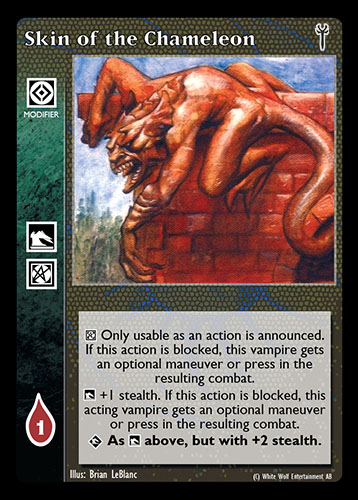 Skin of the Chameleon
MODIFIER
Only usable as an action is announced.
If this action is blocked, this vampire gets
an optional maneuver or press in the
resulting combat.
+1 stealth. If this action is blocked, this
acting vampire gets an optional maneuver
or press in the resulting combat.
As above, but with +2 stealth.
1
Illus: Brian LeBlanc
(C) White Wolf Entertainment AB